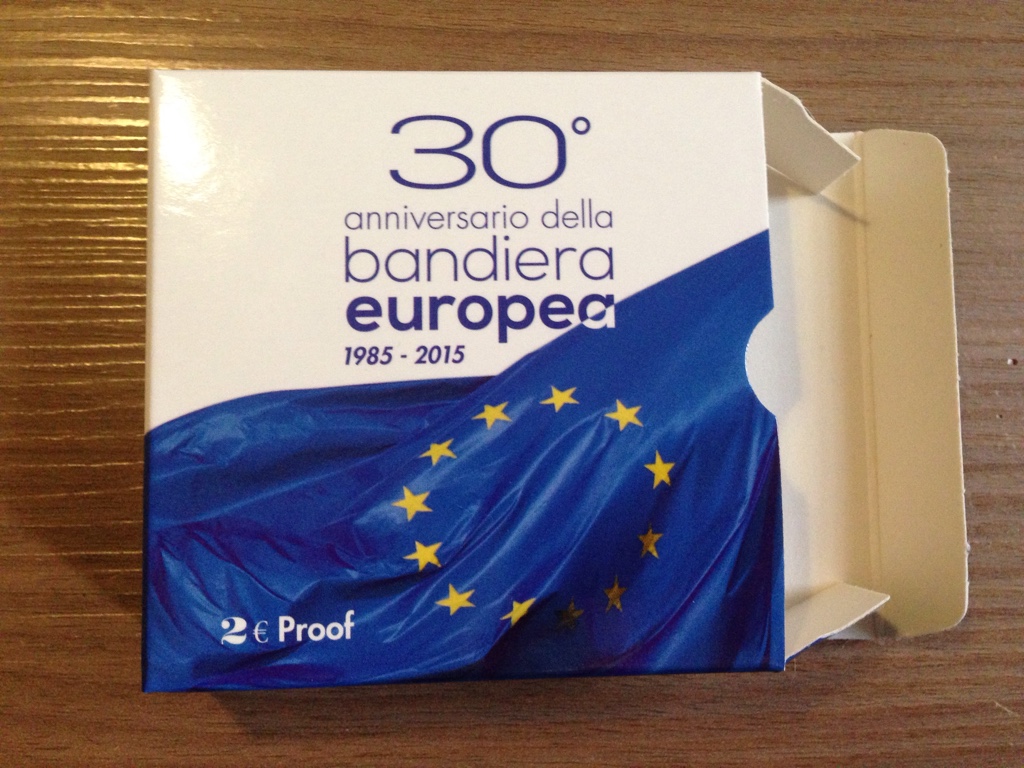 30°
anniversario della
bandiera
europea
1985 - 2015
2 € Proof